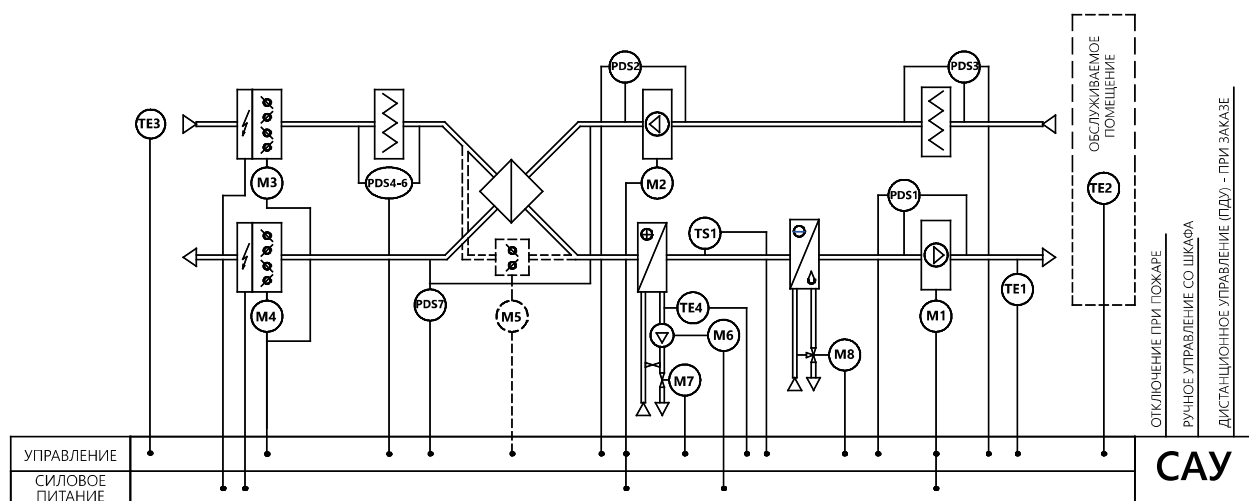 PDS2
PDS3
TE3
M3
PDS4-6
M2
PDS1
TE2
ОБСЛУЖИВАЕМОЕ
ПОМЕЩЕНИЕ
TS1
M4
PDS7
M5
TE4
M6
M7
M8
M1
TE1
ОТКЛЮЧЕНИЕ ПРИ ПОЖАРЕ
РУЧНОЕ УПРАВЛЕНИЕ СО ШКАФА
ДИСТАНЦИОННОЕ УПРАВЛЕНИЕ (ПДУ) - ПРИ ЗАКАЗЕ
УПРАВЛЕНИЕ
СИЛОВОЕ
ПИТАНИЕ
САУ